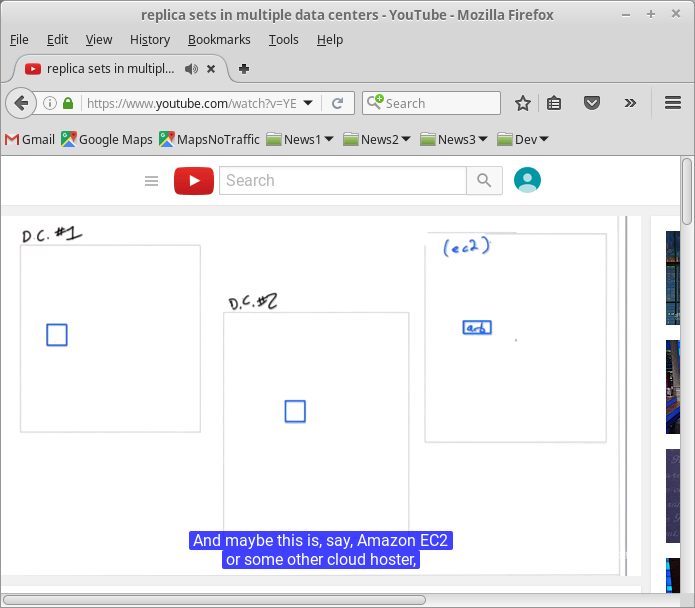 replica sets in multiple data centers - YouTube - Mozilla Firefox
File Edit View History Bookmarks Tools Help
replica sets in multipl...
https://www.youtube.com/watch?v=YE
Search
Gmail Google Maps MapsNoTraffic News1 News2 News3 Dev
Search
D.C. #1
(ec2)
D.C. #2
arb
And maybe this is, say, Amazon EC2
or some other cloud hoster,